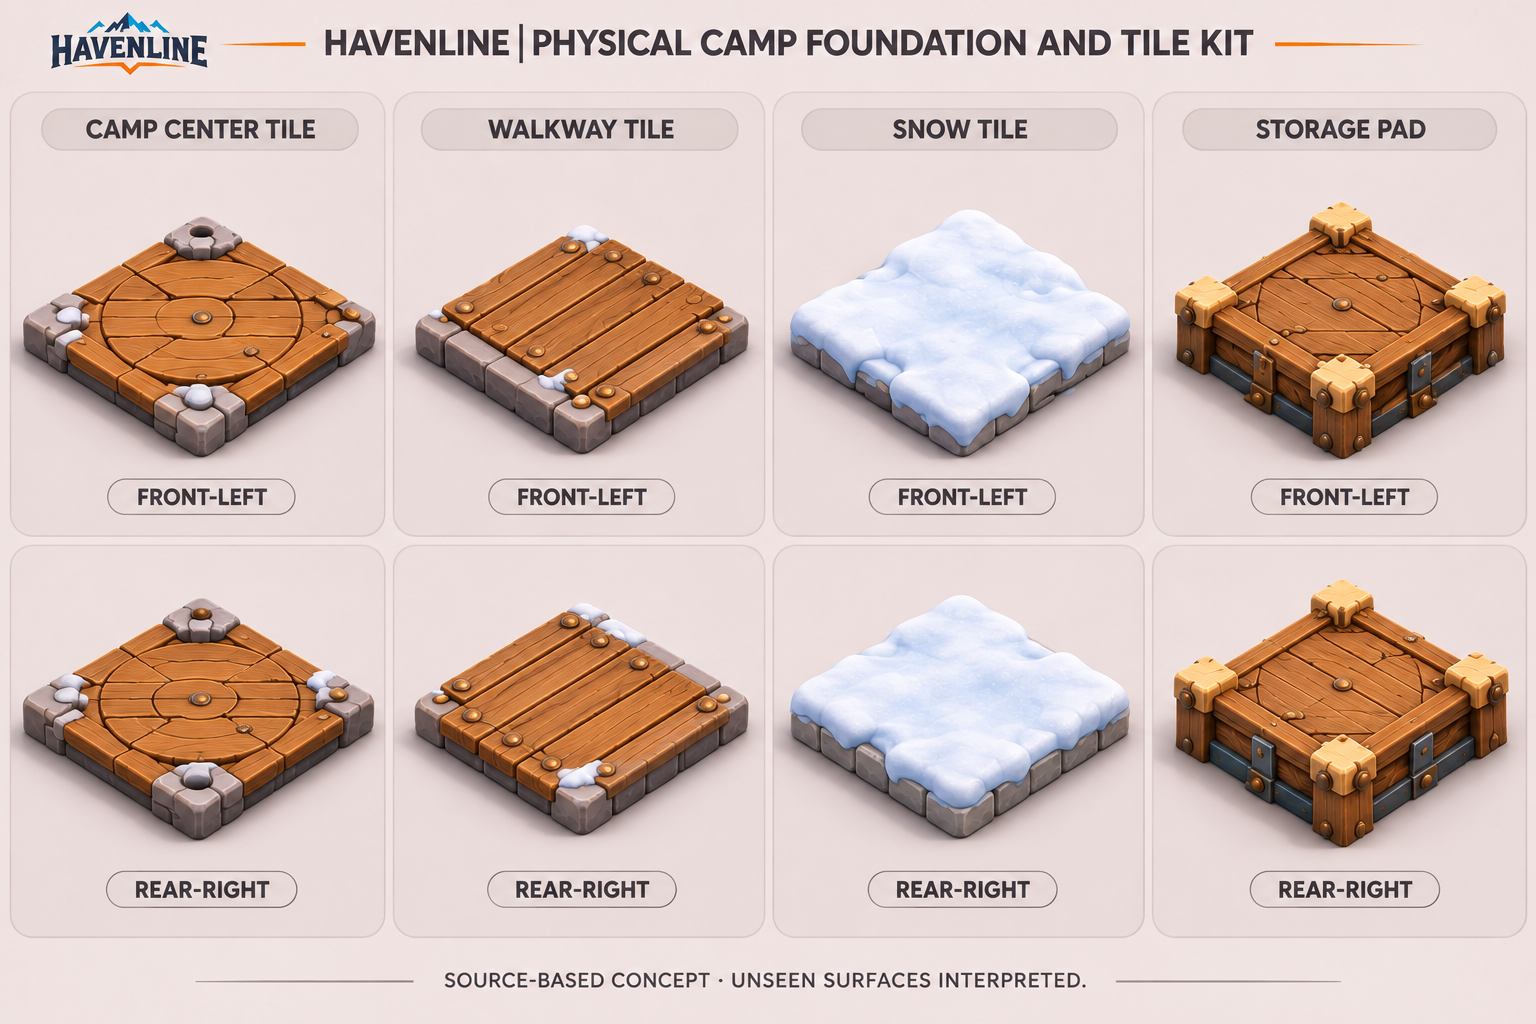 HAVENLINE
HAVENLINE | PHYSICAL CAMP FOUNDATION AND TILE KIT
CAMP CENTER TILE
WALKWAY TILE
SNOW TILE
STORAGE PAD
FRONT-LEFT
FRONT-LEFT
FRONT-LEFT
FRONT-LEFT
REAR-RIGHT
REAR-RIGHT
REAR-RIGHT
REAR-RIGHT
SOURCE-BASED CONCEPT · UNSEEN SURFACES INTERPRETED.